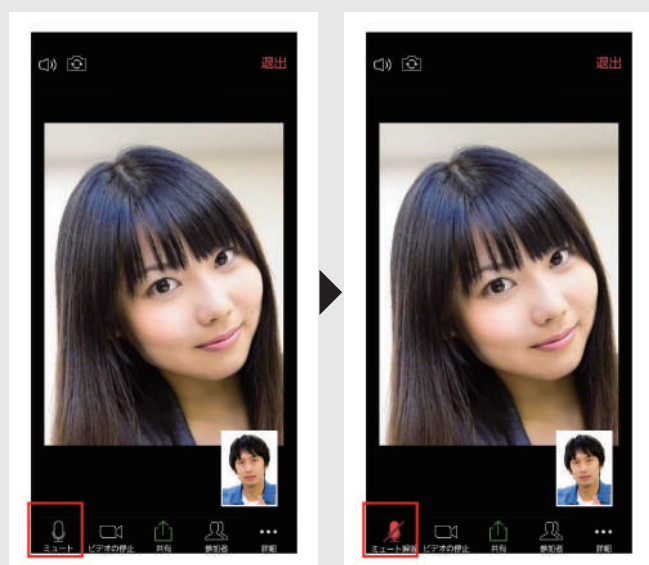 退出
ミュート
ビデオの停止
共有
参加者
詳細
退出
ミュート解除
ビデオの停止
共有
参加者
詳細